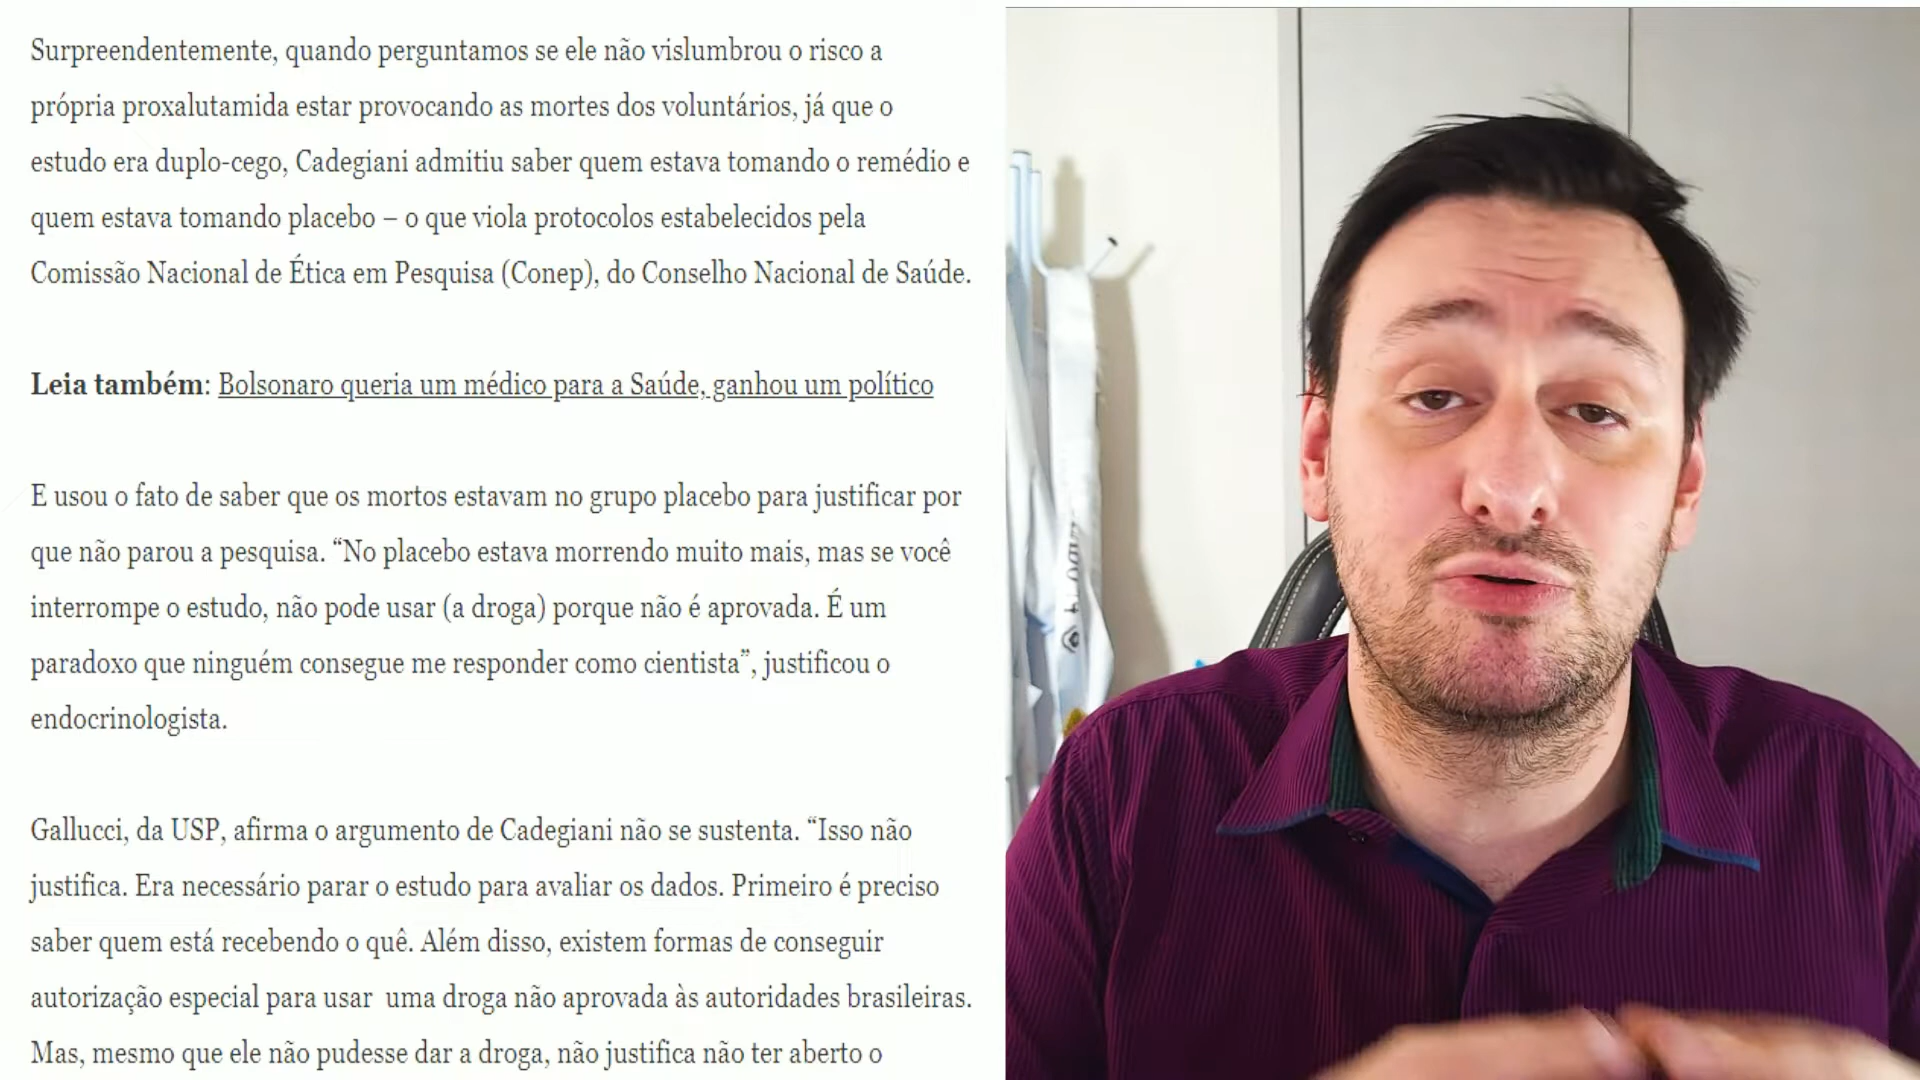 Surpreendentemente, quando perguntamos se ele não vislumbrou o risco a
própria proxalutamida estar provocando as mortes dos voluntários, já que o
estudo era duplo-cego, Cadegiani admitiu saber quem estava tomando o remédio e
quem estava tomando placebo – o que viola protocolos estabelecidos pela
Comissão Nacional de Ética em Pesquisa (Conep), do Conselho Nacional de Saúde.
Leia também: Bolsonaro queria um médico para a Saúde, ganhou um político
E usou o fato de saber que os mortos estavam no grupo placebo para justificar por
que não parou a pesquisa. “No placebo estava morrendo muito mais, mas se você
interrompe o estudo, não pode usar (a droga) porque não é aprovada. É um
paradoxo que ninguém consegue me responder como cientista”, justificou o
endocrinologista.
Gallucci, da USP, afirma o argumento de Cadegiani não se sustenta. “Isso não
justifica. Era necessário parar o estudo para avaliar os dados. Primeiro é preciso
saber quem está recebendo o quê. Além disso, existem formas de conseguir
autorização especial para usar uma droga não aprovada às autoridades brasileiras.
Mas, mesmo que ele não pudesse dar a droga, não justifica não ter aberto o